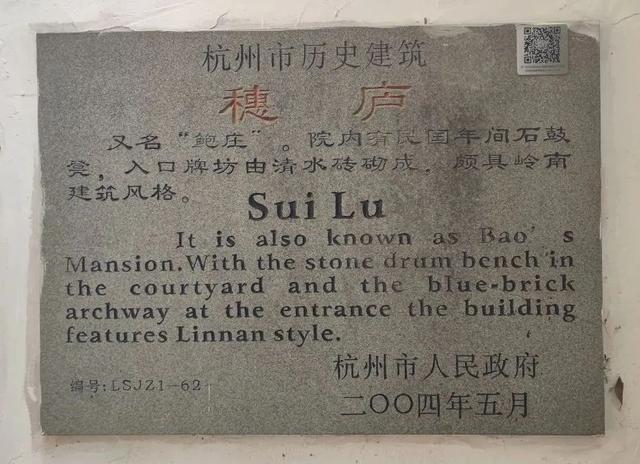 杭州市历史建筑
穗 庐
又名“鲍庄”。院内有民国年间石鼓
凳，入口牌坊由清水砖砌成，颇具岭南
建筑风格。
Sui Lu
It is also known as Bao’s
Mansion.With the stone drum bench in
the courtyard and the blue-brick
archway at the entrance the building
features Linnan style.
杭州市人民政府
编号:LSJZ1-62
二〇〇四年五月